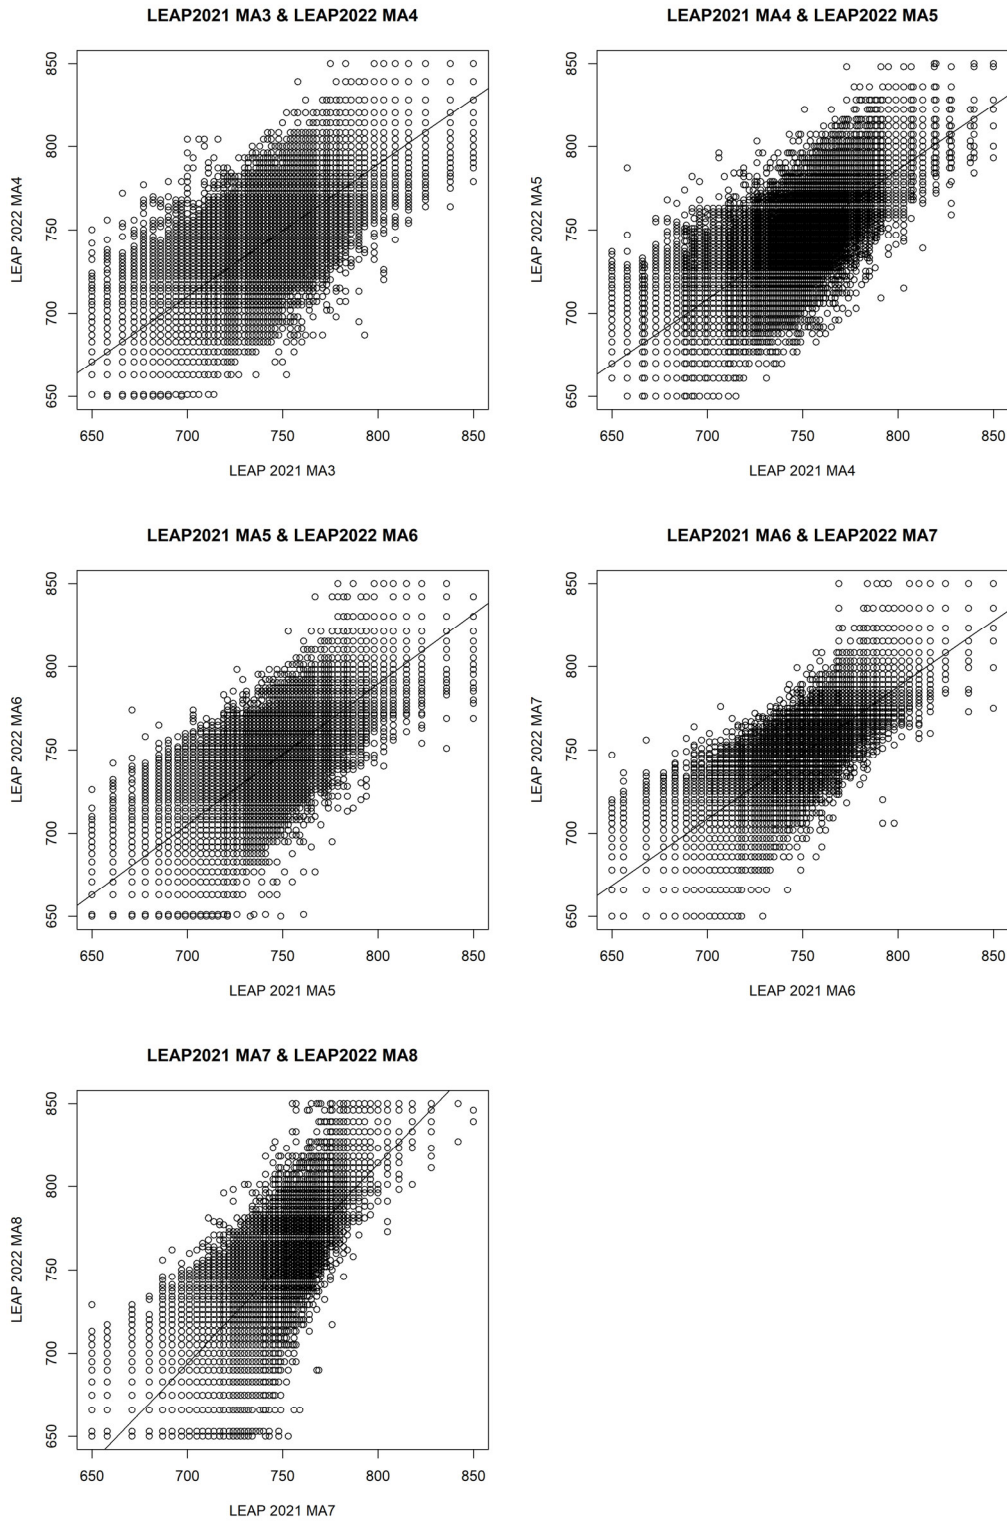 LEAP2021 MA3 & LEAP2022 MA4
850
800
750
700
650
LEAP 2022 MA4
650 700 750 800 850
LEAP 2021 MA3
LEAP2021 MA4 & LEAP2022 MA5
850
800
750
700
650
LEAP 2022 MA5
650 700 750 800 850
LEAP 2021 MA4
LEAP2021 MA5 & LEAP2022 MA6
850
800
750
700
650
LEAP 2022 MA6
650 700 750 800 850
LEAP 2021 MA5
LEAP2021 MA6 & LEAP2022 MA7
850
800
750
700
650
LEAP 2022 MA7
650 700 750 800 850
LEAP 2021 MA6
LEAP2021 MA7 & LEAP2022 MA8
850
800
750
700
650
LEAP 2022 MA8
650 700 750 800 850
LEAP 2021 MA7